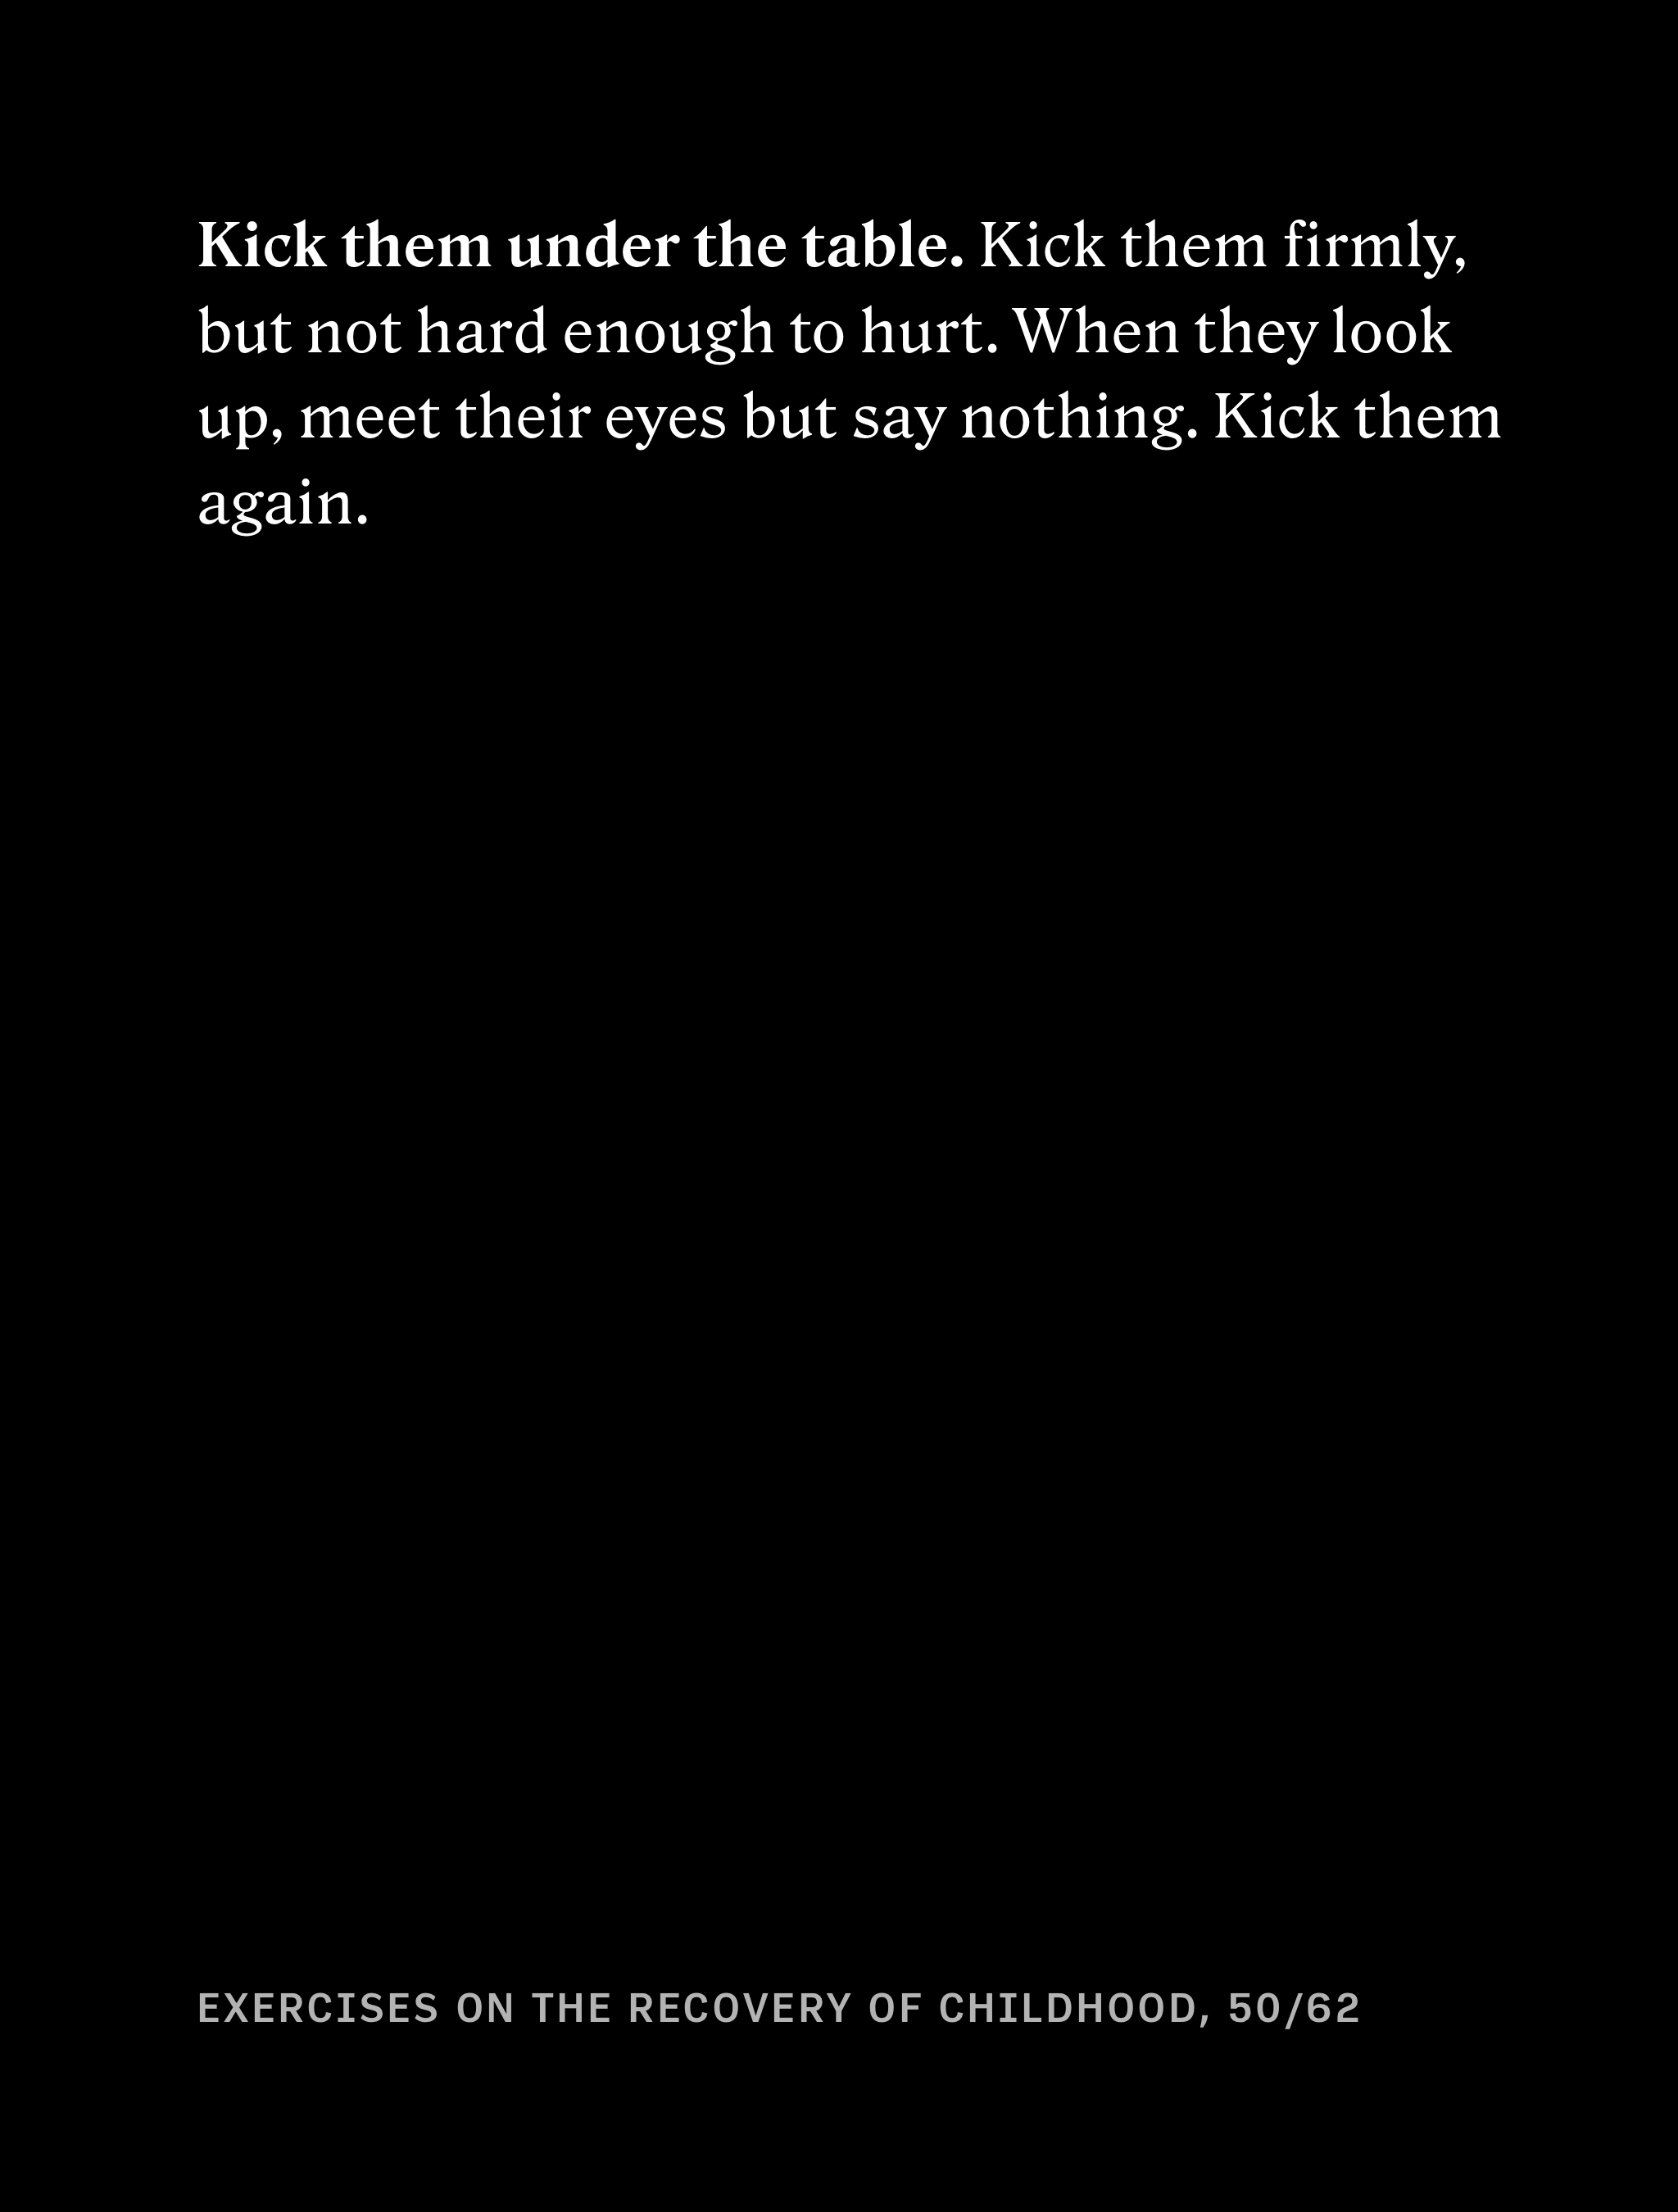 Kick them under the table. Kick them firmly,
but not hard enough to hurt. When they look
up, meet their eyes but say nothing. Kick them
again.
EXERCISES ON THE RECOVERY OF CHILDHOOD, 50/62